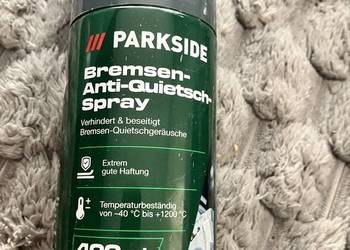 /// PARKSIDE
Bremsen-
Anti-Quietsch-
Spray
Verhindert & beseitigt
Bremsen-Quietschgeräusche
Extrem
gute Haftung
Temperaturbeständig
von −40 °C bis +1200 °C